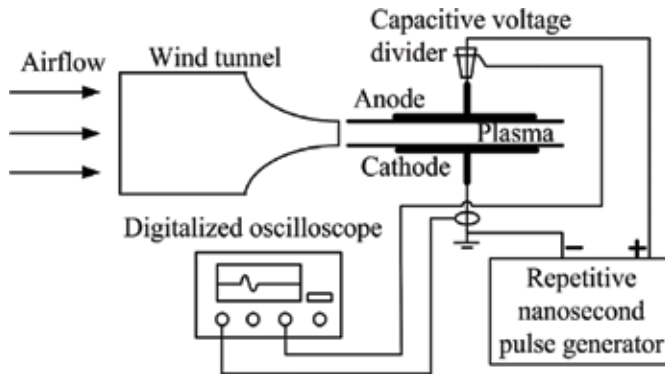 Capacitive voltage
divider
Wind tunnel
Airflow
Anode
Plasma
Cathode
Digitalized oscilloscope
− +
Repetitive
nanosecond
pulse generator